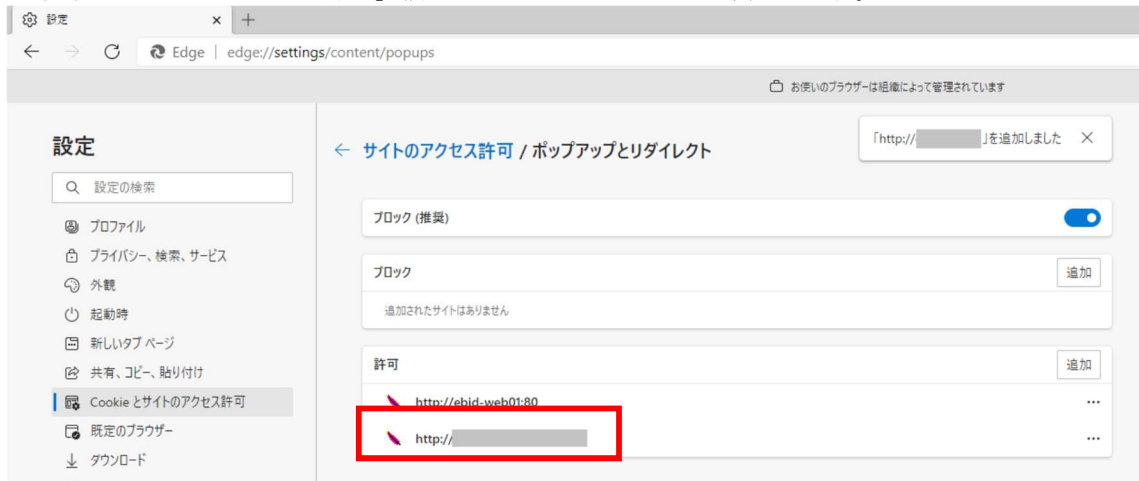 設定
Edge | edge://settings/content/popups
お使いのブラウザーは組織によって管理されています
設定
設定の検索
プロファイル
プライバシー、検索、サービス
外観
起動時
新しいタブ ページ
共有、コピー、貼り付け
Cookie とサイトのアクセス許可
既定のブラウザー
ダウンロード
サイトのアクセス許可 / ポップアップとリダイレクト
「http:// 」を追加しました
ブロック (推奨)
ブロック
追加
追加されたサイトはありません
許可
追加
http://ebid-web01:80
http://